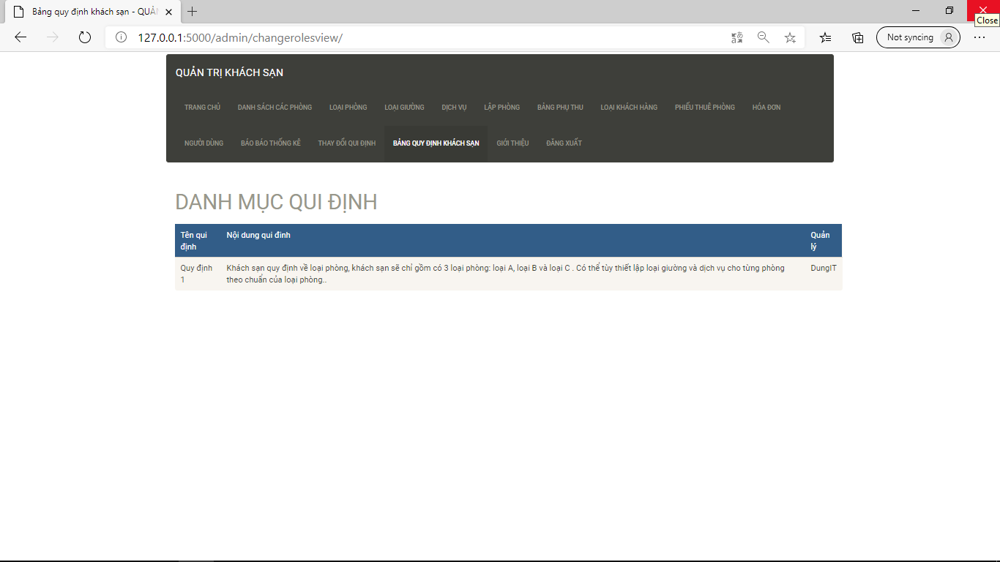 Bảng quy định khách sạn - QUẢN
Close
127.0.0.1:5000/admin/changerolesview/
Not syncing
QUẢN TRỊ KHÁCH SẠN
TRANG CHỦ DANH SÁCH CÁC PHÒNG LOẠI PHÒNG LOẠI GIƯỜNG DỊCH VỤ LẬP PHÒNG BẢNG PHỤ THU LOẠI KHÁCH HÀNG PHIẾU THUÊ PHÒNG HÓA ĐƠN
NGƯỜI DÙNG BÁO BÁO THỐNG KÊ THAY ĐỔI QUI ĐỊNH BẢNG QUY ĐỊNH KHÁCH SẠN GIỚI THIỆU ĐĂNG XUẤT
DANH MỤC QUI ĐỊNH
Tên qui định
Nội dung qui đinh
Quản lý
Quy định 1
Khách sạn quy định về loại phòng, khách sạn sẽ chỉ gồm có 3 loại phòng: loại A, loại B và loại C . Có thể tùy thiết lập loại giường và dịch vụ cho từng phòng
theo chuẩn của loại phòng..
DungIT